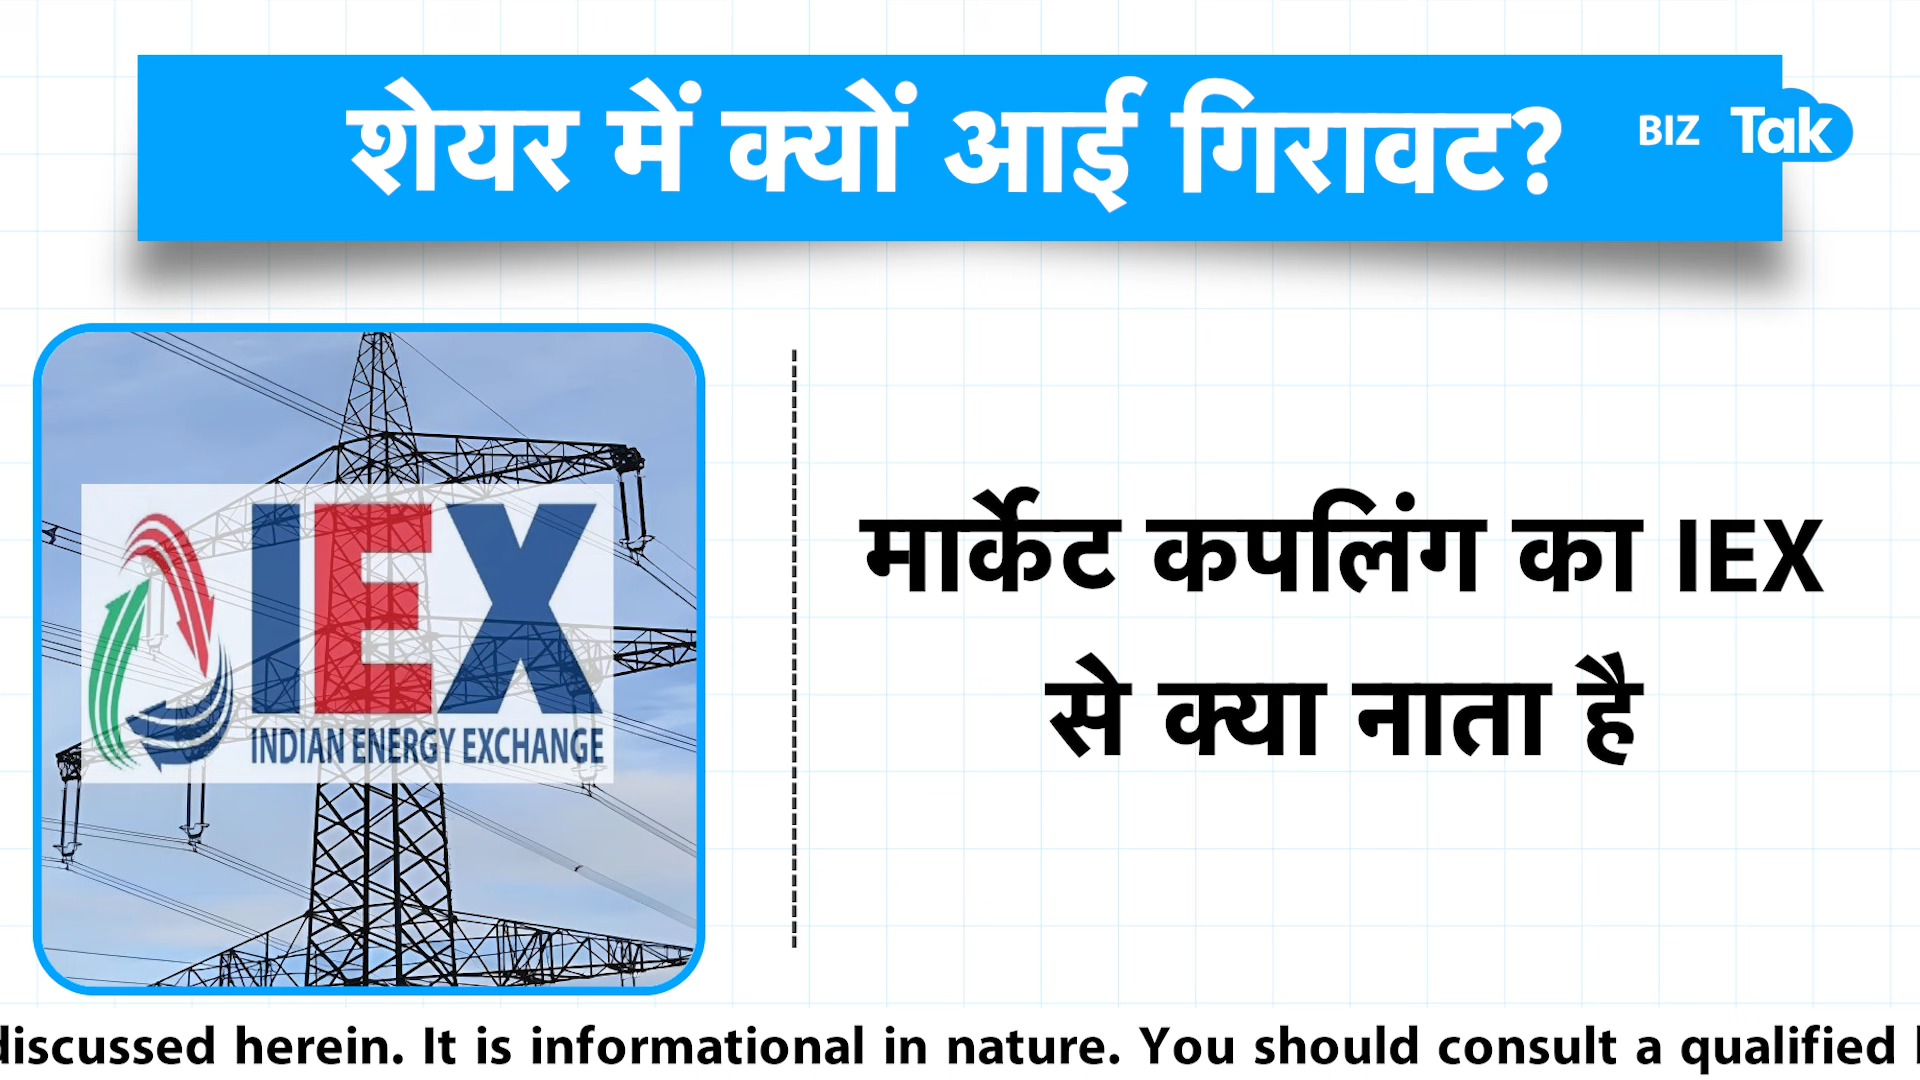 शेयर में क्यों आई गिरावट?
BIZ Tak
IEX
INDIAN ENERGY EXCHANGE
मार्केट कपलिंग का IEX
से क्या नाता है
discussed herein. It is informational in nature. You should consult a qualified